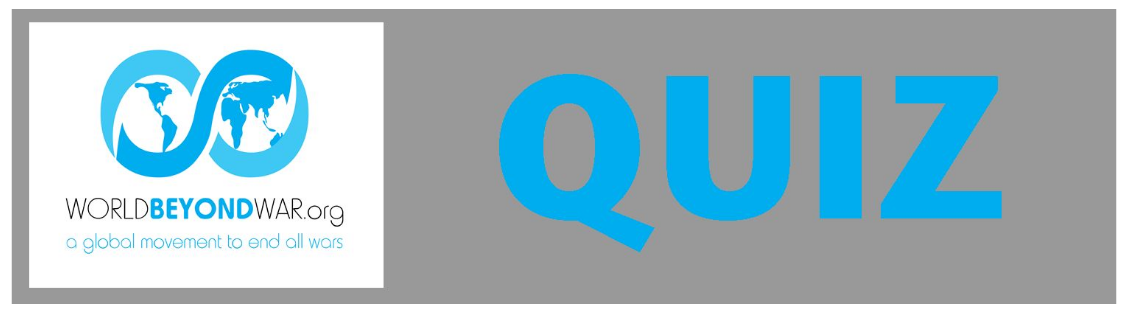 WORLDBEYONDWAR.org
a global movement to end all wars
QUIZ